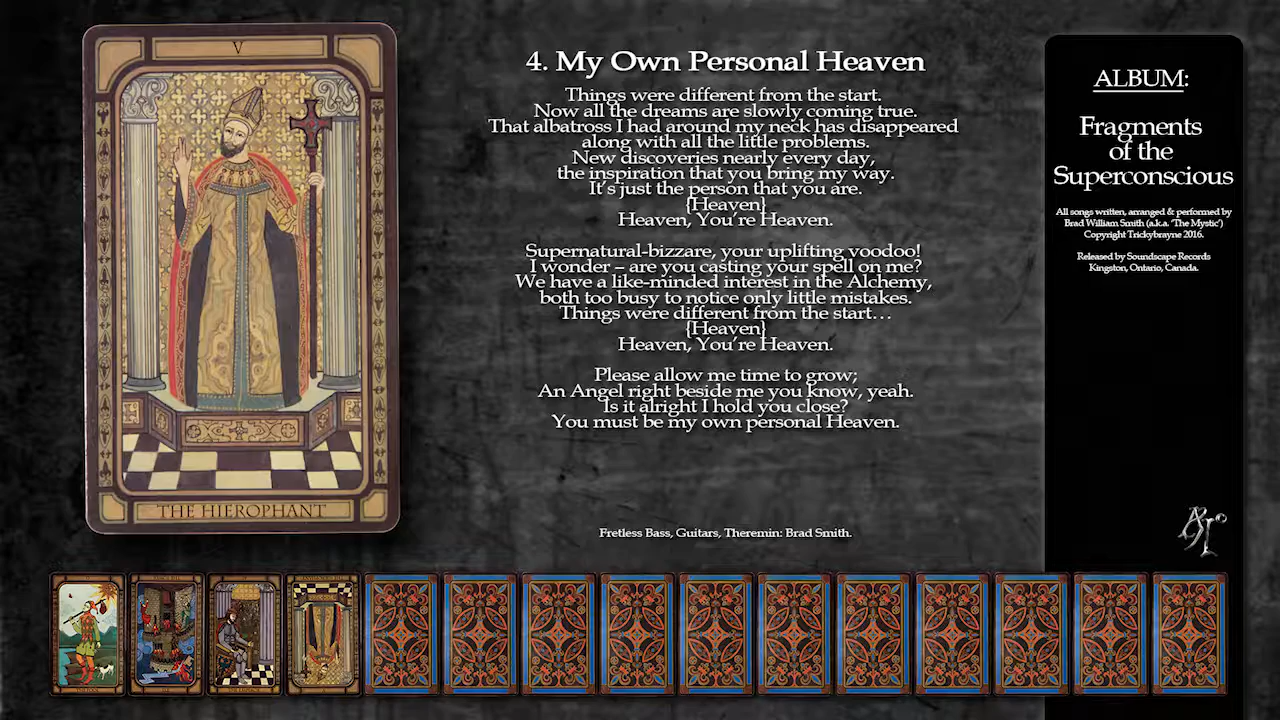 V
THE HIEROPHANT
4. My Own Personal Heaven
Things were different from the start.
Now all the dreams are slowly coming true.
That albatross I had around my neck has disappeared
along with all the little problems.
New discoveries nearly every day,
the inspiration that you bring my way.
It's just the person that you are.
{Heaven}
Heaven, You're Heaven.
Supernatural-bizzare, your uplifting voodoo!
I wonder – are you casting your spell on me?
We have a like-minded interest in the Alchemy,
both too busy to notice only little mistakes.
Things were different from the start…
{Heaven}
Heaven, You're Heaven.
Please allow me time to grow;
An Angel right beside me you know, yeah.
Is it alright I hold you close?
You must be my own personal Heaven.
Fretless Bass, Guitars, Theremin: Brad Smith.
ALBUM:
Fragments
of the
Superconscious
All songs written, arranged & performed by
Brad William Smith (a.k.a. 'The Mystic')
Copyright Trickybrayne 2016.
Released by Soundscape Records
Kingston, Ontario, Canada.